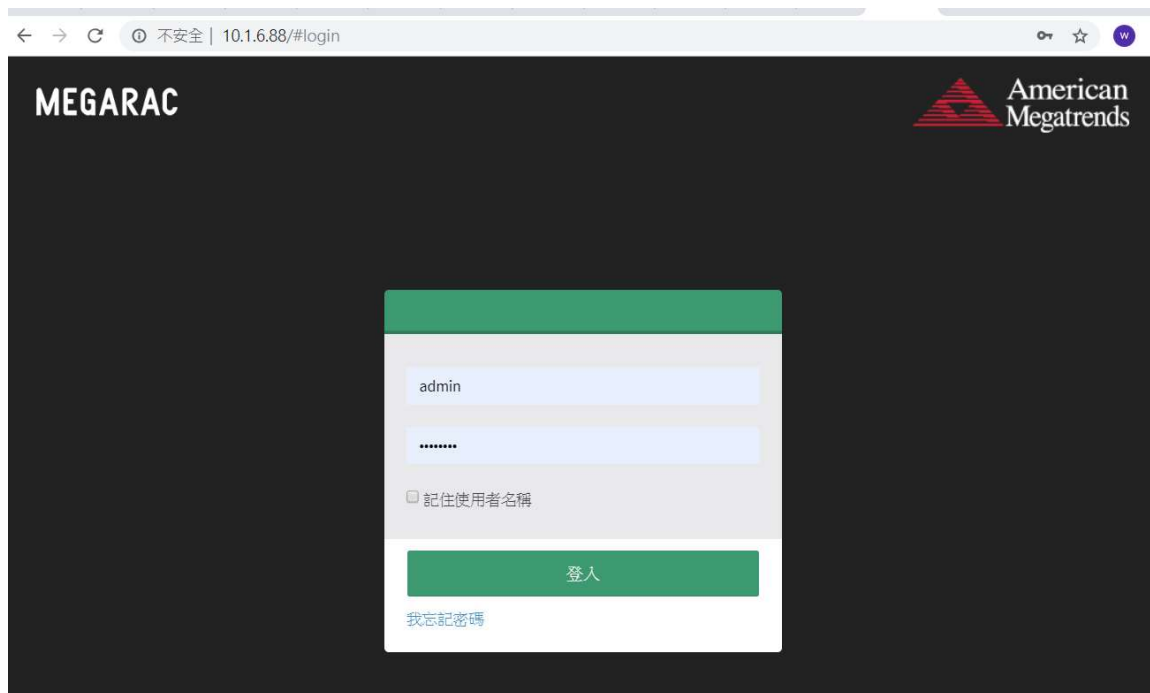 不安全 | 10.1.6.88/#login
W
MEGARAC
American
Megatrends
admin
••••••••
記住使用者名稱
登入
我忘記密碼